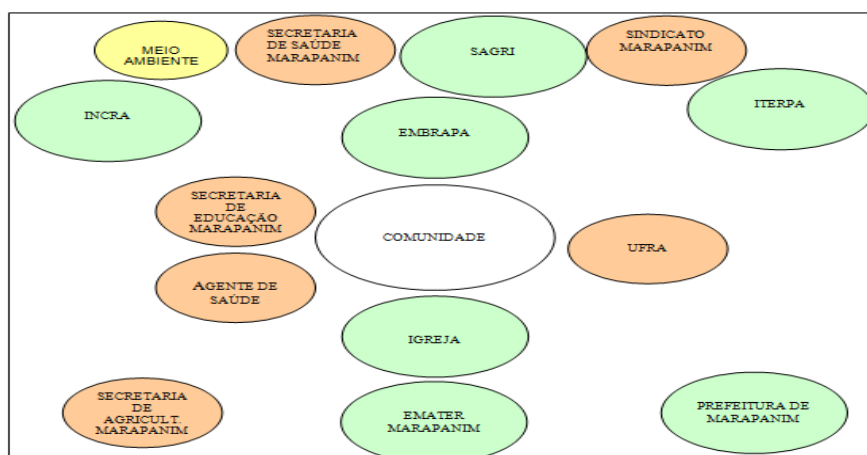 MEIO
AMBIENTE
SECRETARIA
DE SAÚDE
MARAPANIM
SAGRI
SINDICATO
MARAPANIM
INCRA
EMBRAPA
ITERPA
SECRETARIA
DE
EDUCAÇÃO
MARAPANIM
COMUNIDADE
UFRA
AGENTE DE
SAÚDE
IGREJA
SECRETARIA
DE
AGRICULT.
MARAPANIM
EMATER
MARAPANIM
PREFEITURA DE
MARAPANIM